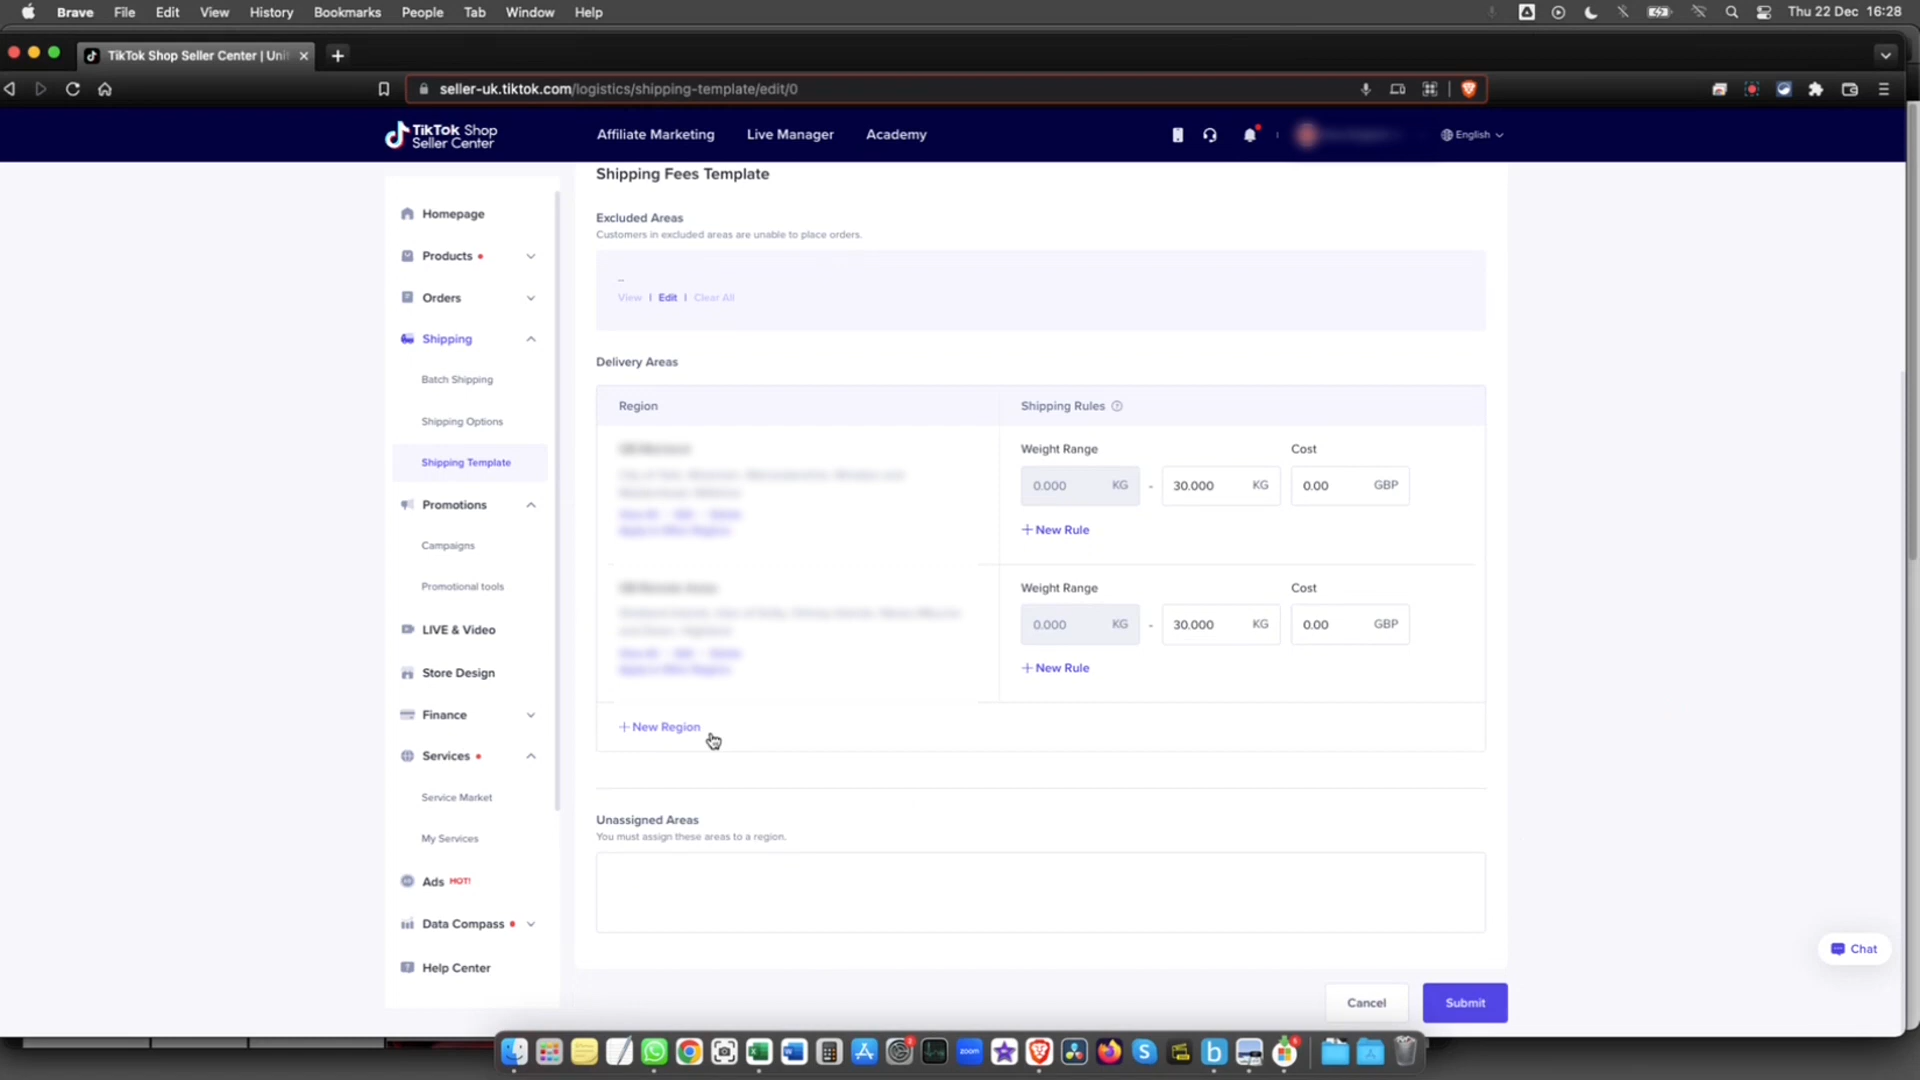 Brave File Edit View History Bookmarks People Tab Window Help Thu 22 Dec 16:28
TikTok Shop Seller Center | Uni
seller-uk.tiktok.com/logistics/shipping-template/edit/0
TikTok Shop
Seller Center
Affiliate Marketing Live Manager Academy English
Homepage
Products
Orders
Shipping
Batch Shipping
Shipping Options
Shipping Template
Promotions
Campaigns
Promotional tools
LIVE & Video
Store Design
Finance
Services
Service Market
My Services
Ads HOT!
Data Compass
Help Center
Shipping Fees Template
Excluded Areas
Customers in excluded areas are unable to place orders.
--
View | Edit | Clear All
Delivery Areas
Region Shipping Rules
Weight Range Cost
0.000 KG - 30.000 KG 0.00 GBP
+ New Rule
Weight Range Cost
0.000 KG - 30.000 KG 0.00 GBP
+ New Rule
+ New Region
Unassigned Areas
You must assign these areas to a region.
Chat
Cancel Submit
zoom